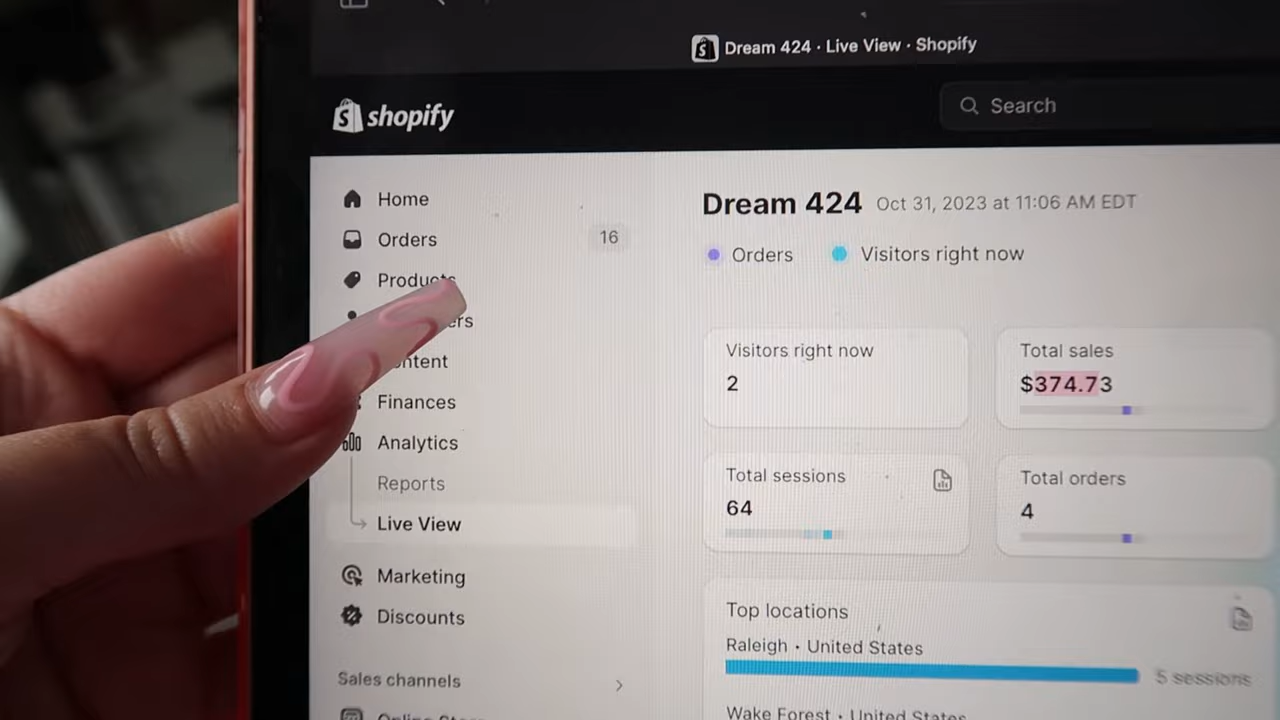 Dream 424 · Live View · Shopify
shopify
Search
Home
Orders
16
Products
Finances
Analytics
Reports
Live View
Marketing
Discounts
Sales channels
Dream 424
Oct 31, 2023 at 11:06 AM EDT
Orders
Visitors right now
Visitors right now
2
Total sales
$374.73
Total sessions
64
Total orders
4
Top locations
Raleigh · United States
5 sessions
Wake Forest · United States